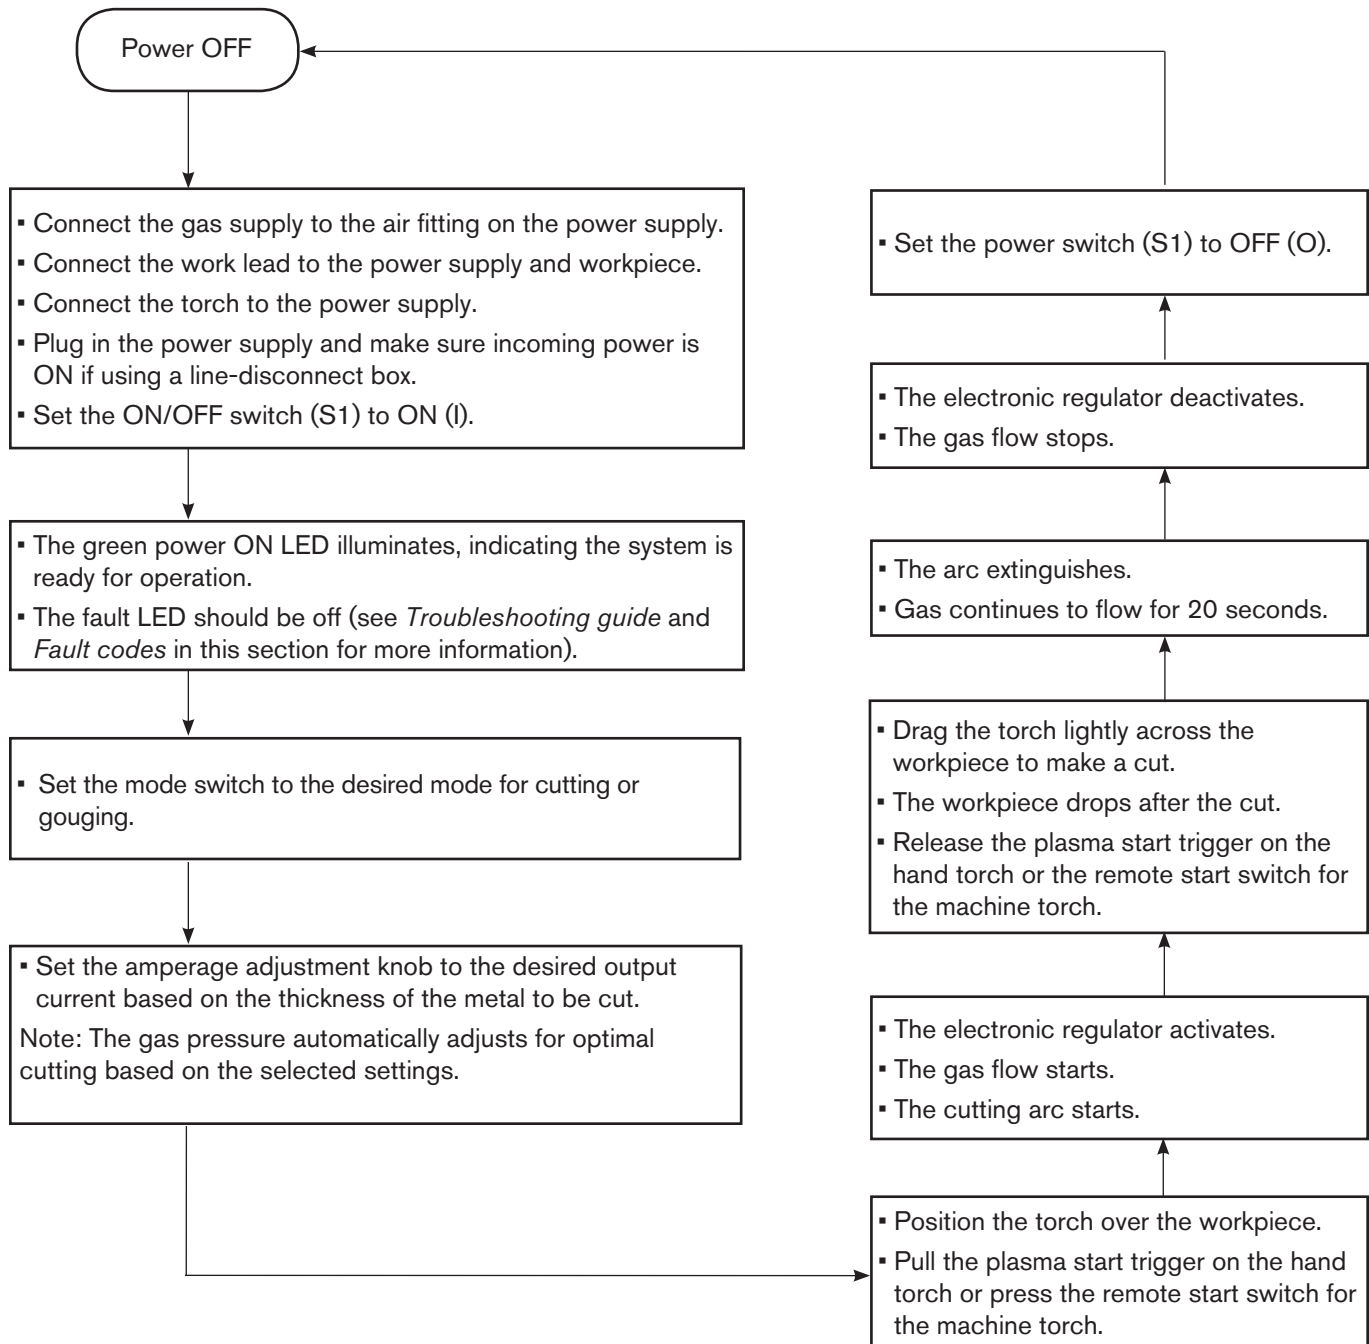 Power OFF
▪ Connect the gas supply to the air fitting on the power supply.
▪ Connect the work lead to the power supply and workpiece.
▪ Connect the torch to the power supply.
▪ Plug in the power supply and make sure incoming power is
ON if using a line-disconnect box.
▪ Set the ON/OFF switch (S1) to ON (I).
▪ The green power ON LED illuminates, indicating the system is
ready for operation.
▪ The fault LED should be off (see Troubleshooting guide and
Fault codes in this section for more information).
▪ Set the mode switch to the desired mode for cutting or
gouging.
▪ Set the amperage adjustment knob to the desired output
current based on the thickness of the metal to be cut.
Note: The gas pressure automatically adjusts for optimal
cutting based on the selected settings.
▪ Position the torch over the workpiece.
▪ Pull the plasma start trigger on the hand
torch or press the remote start switch for
the machine torch.
▪ The electronic regulator activates.
▪ The gas flow starts.
▪ The cutting arc starts.
▪ Drag the torch lightly across the
workpiece to make a cut.
▪ The workpiece drops after the cut.
▪ Release the plasma start trigger on the
hand torch or the remote start switch for
the machine torch.
▪ The arc extinguishes.
▪ Gas continues to flow for 20 seconds.
▪ The electronic regulator deactivates.
▪ The gas flow stops.
▪ Set the power switch (S1) to OFF (O).